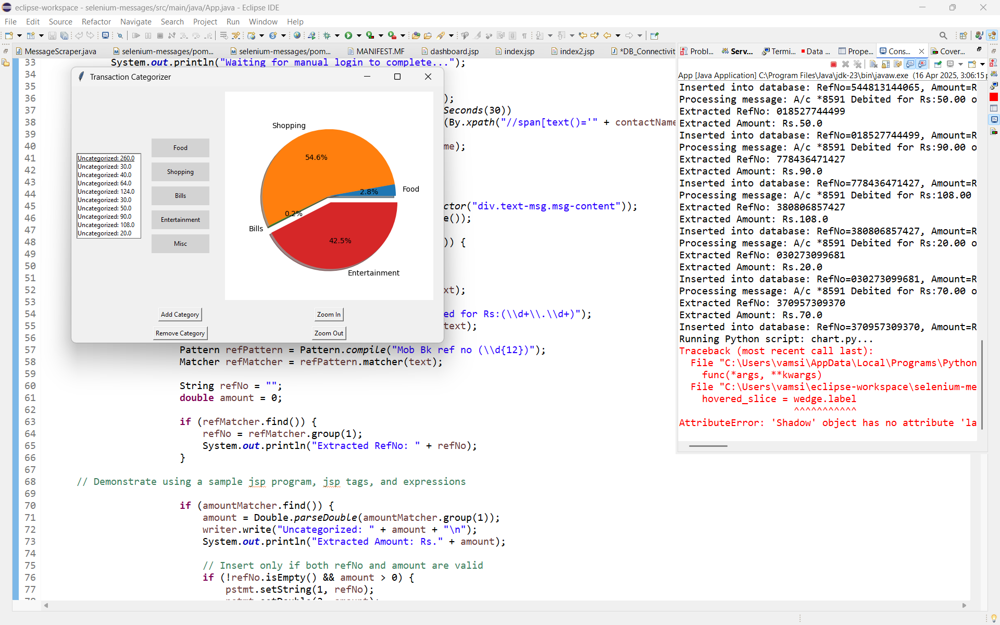 eclipse-workspace - selenium-messages/src/main/java/App.java - Eclipse IDE
File Edit Source Refactor Navigate Search Project Run Window Help
MessageScraper.java selenium-messages/pom... selenium-messages/pom... MANIFEST.MF dashboard.jsp index.jsp index2.jsp *DB_Connectivit
Probl... Serv... Termi... Data ... Prope... Cons... Cover...
33 System.out.println("Waiting for manual login to complete...");
34
35
36 );
37 Seconds(30))
38 (By.xpath("//span[text()='" + contactName
39
40 me);
41
42
43
44
45 ctor("div.text-msg.msg-content"));
46 e());
47
48 )) {
49
50
51
52 xt);
53
54 ed for Rs:(\\d+\\.\\d+)");
55 text);
56
57 Pattern refPattern = Pattern.compile("Mob Bk ref no (\\d{12})");
58 Matcher refMatcher = refPattern.matcher(text);
59
60 String refNo = "";
61 double amount = 0;
62
63 if (refMatcher.find()) {
64 refNo = refMatcher.group(1);
65 System.out.println("Extracted RefNo: " + refNo);
66 }
67
68 // Demonstrate using a sample jsp program, jsp tags, and expressions
69
70 if (amountMatcher.find()) {
71 amount = Double.parseDouble(amountMatcher.group(1));
72 writer.write("Uncategorized: " + amount + "\n");
73 System.out.println("Extracted Amount: Rs." + amount);
74
75 // Insert only if both refNo and amount are valid
76 if (!refNo.isEmpty() && amount > 0) {
77 pstmt.setString(1, refNo);
Transaction Categorizer
Uncategorized: 260.0
Uncategorized: 30.0
Uncategorized: 40.0
Uncategorized: 64.0
Uncategorized: 124.0
Uncategorized: 30.0
Uncategorized: 50.0
Uncategorized: 90.0
Uncategorized: 108.0
Uncategorized: 20.0
Food
Shopping
Bills
Entertainment
Misc
Add Category
Remove Category
Shopping
54.6%
Food
2.8%
0.2%
Bills
42.5%
Entertainment
Zoom In
Zoom Out
App [Java Application] C:\Program Files\Java\jdk-23\bin\javaw.exe (16 Apr 2025, 3:06:15 p
Inserted into database: RefNo=544813144065, Amount=R
Processing message: A/c *8591 Debited for Rs:50.00 o
Extracted RefNo: 018527744499
Extracted Amount: Rs.50.0
Inserted into database: RefNo=018527744499, Amount=R
Processing message: A/c *8591 Debited for Rs:90.00 o
Extracted RefNo: 778436471427
Extracted Amount: Rs.90.0
Inserted into database: RefNo=778436471427, Amount=R
Processing message: A/c *8591 Debited for Rs:108.00
Extracted RefNo: 380806857427
Extracted Amount: Rs.108.0
Inserted into database: RefNo=380806857427, Amount=R
Processing message: A/c *8591 Debited for Rs:20.00 o
Extracted RefNo: 030273099681
Extracted Amount: Rs.20.0
Inserted into database: RefNo=030273099681, Amount=R
Processing message: A/c *8591 Debited for Rs:70.00 o
Extracted RefNo: 370957309370
Extracted Amount: Rs.70.0
Inserted into database: RefNo=370957309370, Amount=R
Running Python script: chart.py...
Traceback (most recent call last):
File "C:\Users\vamsi\AppData\Local\Programs\Python
func(*args, **kwargs)
File "C:\Users\vamsi\eclipse-workspace\selenium-me
hovered_slice = wedge.label
^^^^^^^^^^^
AttributeError: 'Shadow' object has no attribute 'la